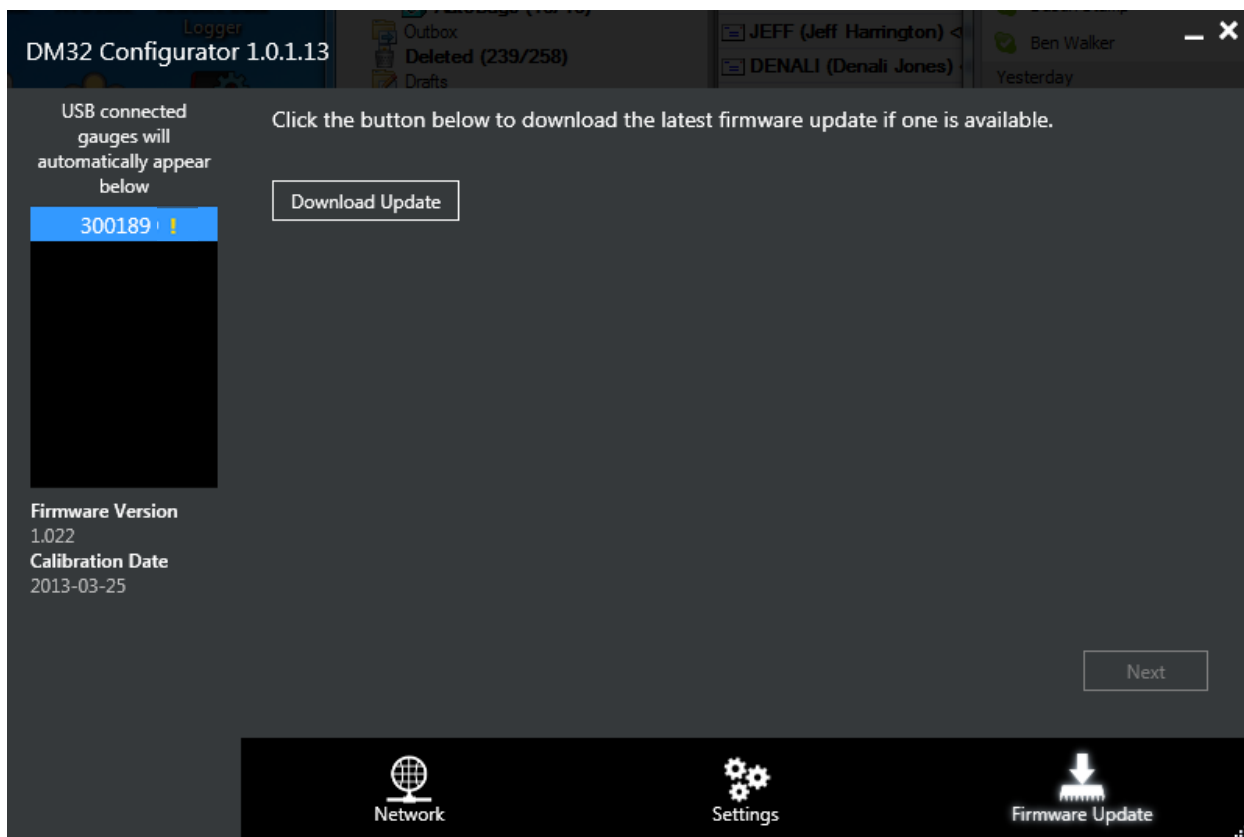 Logger
DM32 Configurator 1.0.1.13
Outbox
Deleted (239/258)
Drafts
JEFF (Jeff Harrington)
DENALI (Denali Jones)
Ben Walker
Yesterday
USB connected
gauges will
automatically appear
below
300189 !
Firmware Version
1.022
Calibration Date
2013-03-25
Click the button below to download the latest firmware update if one is available.
Download Update
Next
Network
Settings
Firmware Update